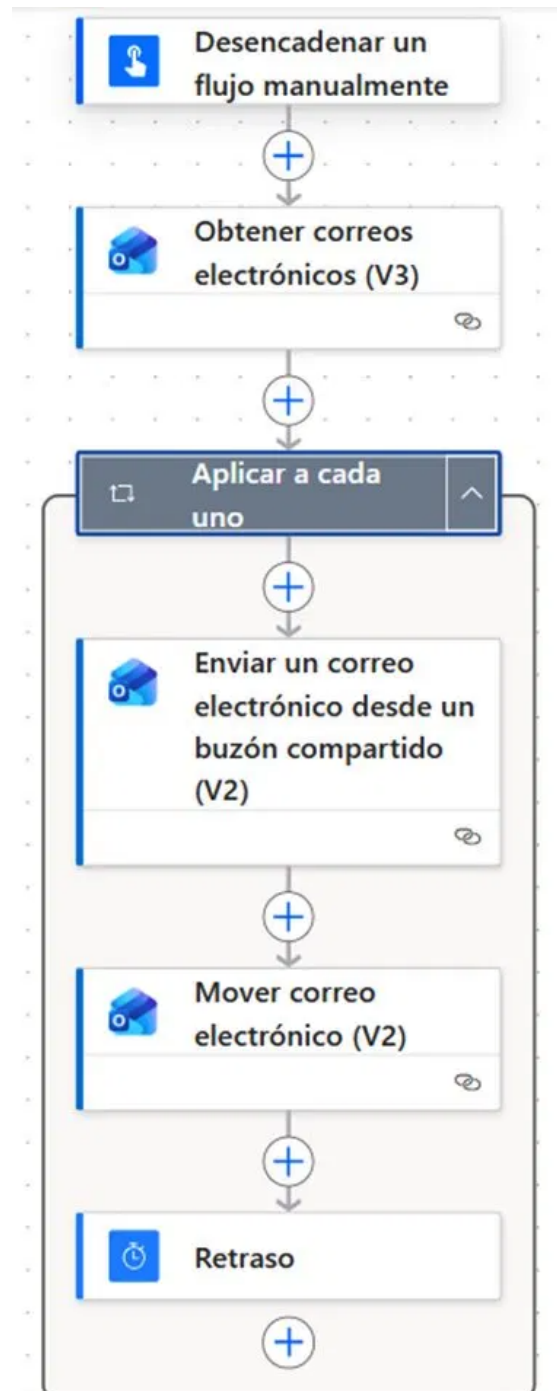 Desencadenar un
flujo manualmente
Obtener correos
electrónicos (V3)
Aplicar a cada
uno
Enviar un correo
electrónico desde un
buzón compartido
(V2)
Mover correo
electrónico (V2)
Retraso